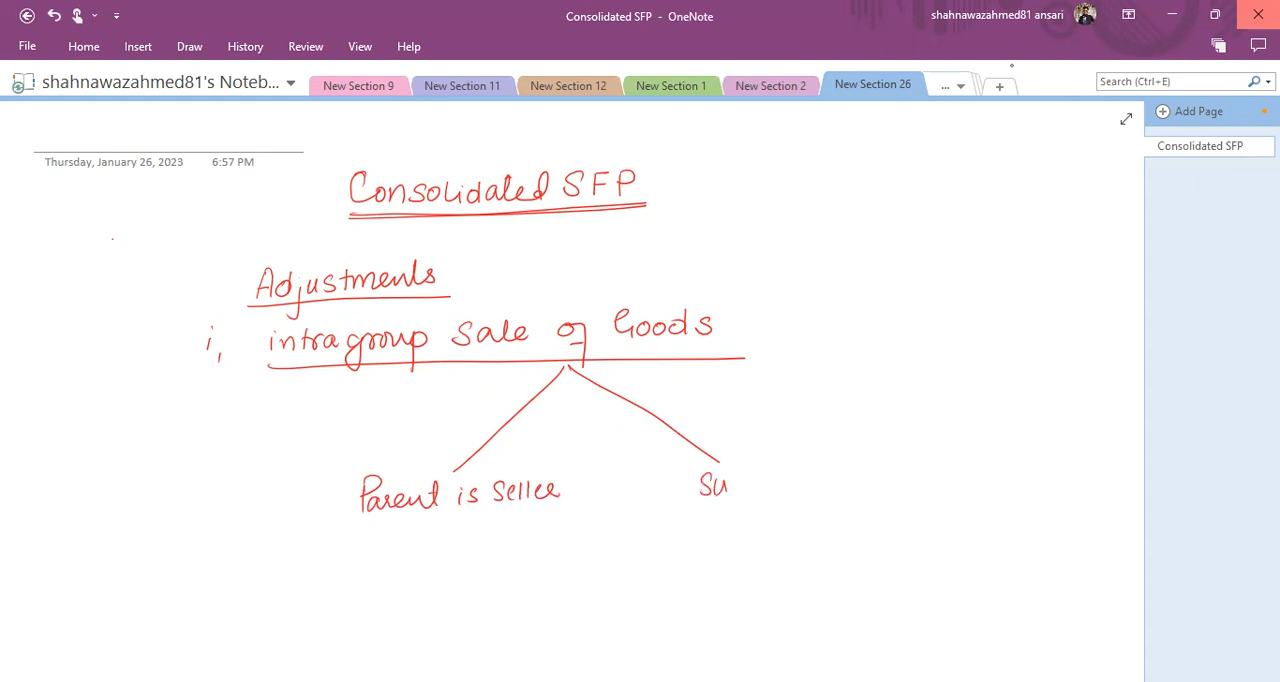 Consolidated SFP - OneNote
shahnawazahmed81 ansari
File Home Insert Draw History Review View Help
shahnawazahmed81's Noteb... New Section 9 New Section 11 New Section 12 New Section 1 New Section 2 New Section 26 ... + Search (Ctrl+E)
Add Page
Consolidated SFP
Thursday, January 26, 2023 6:57 PM
Consolidated SFP
Adjustments
i, intragroup Sale of Goods
Parent is Seller Su